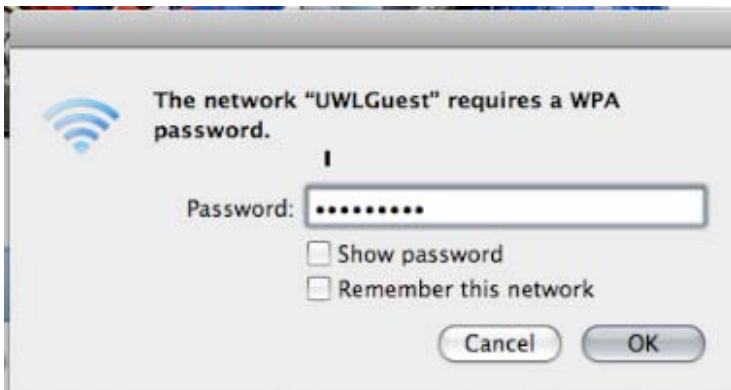 The network “UWLGuest” requires a WPA
password.
Password: •••••••••
Show password
Remember this network
Cancel OK